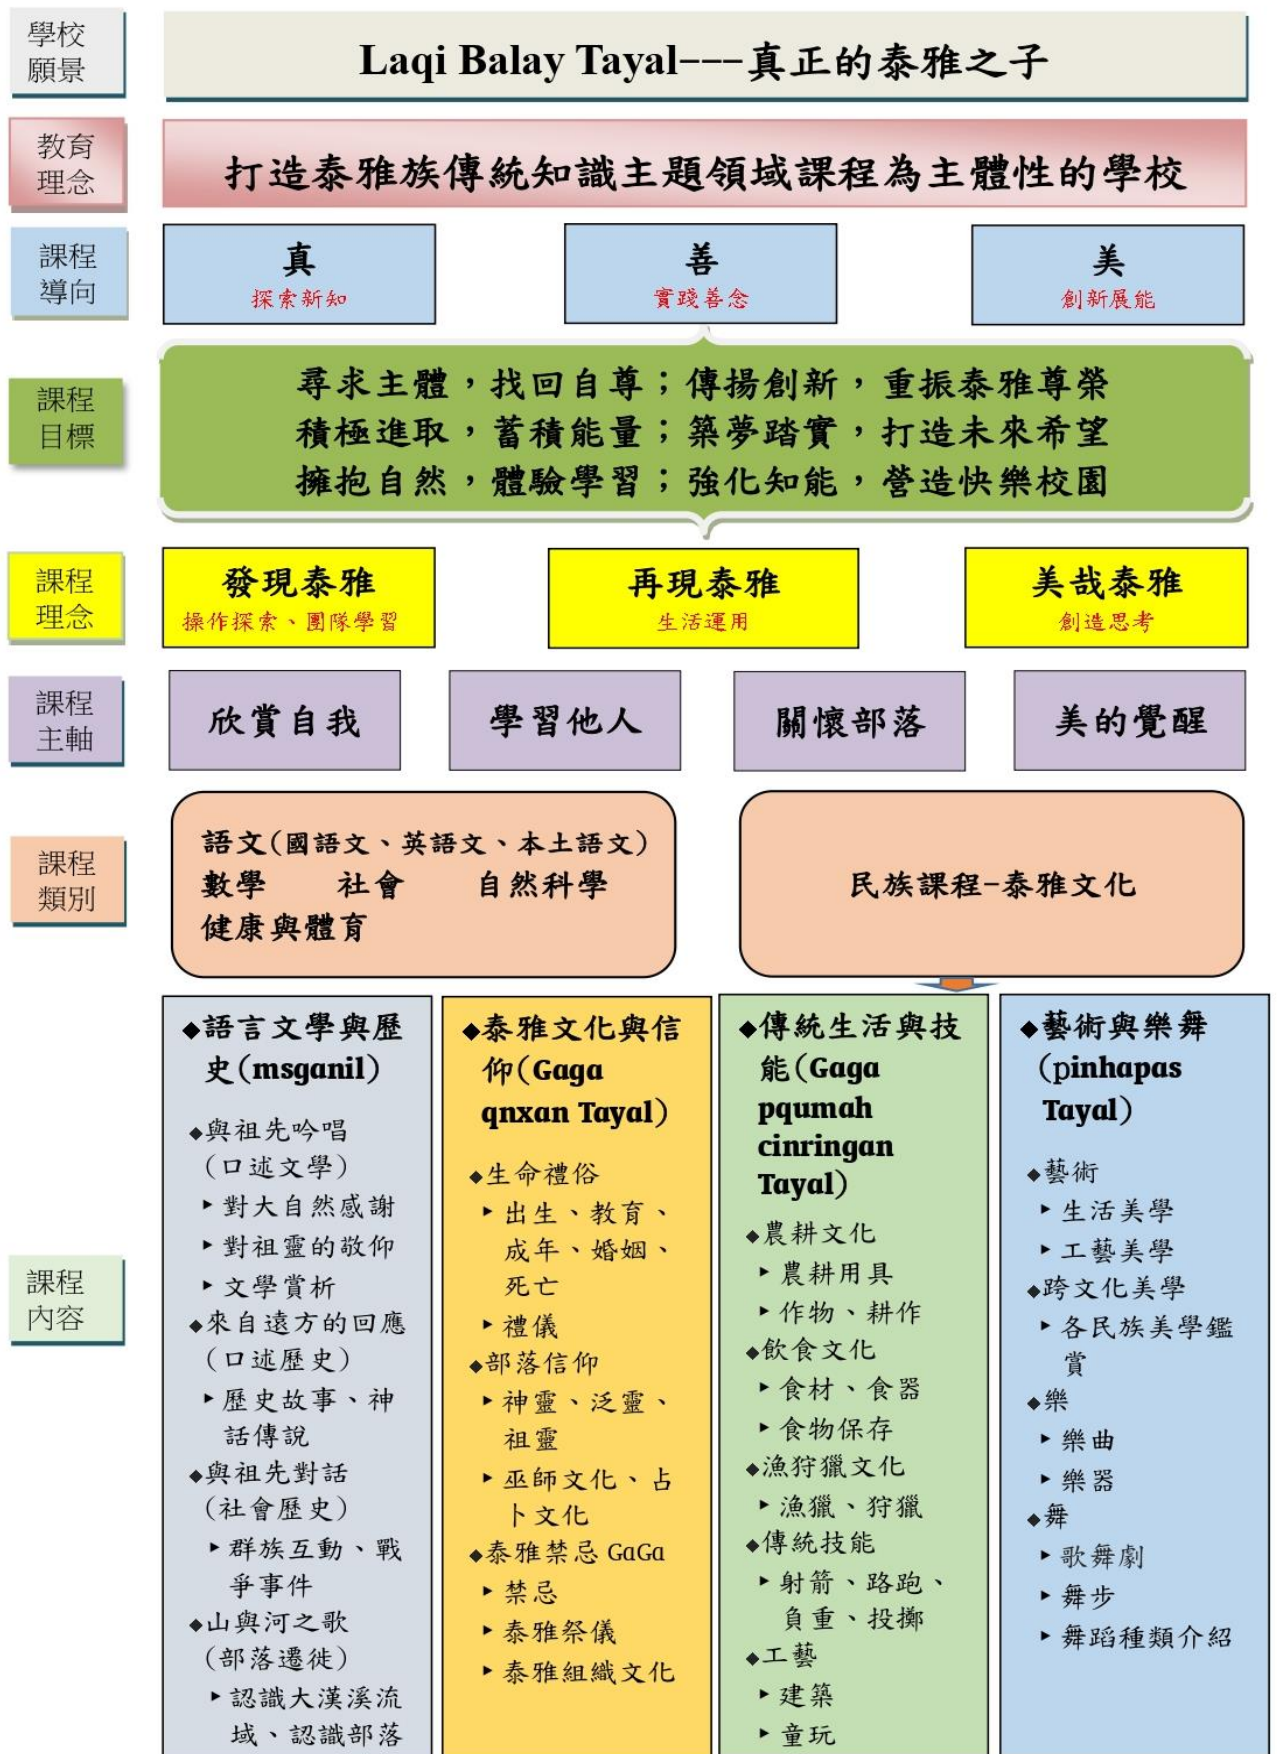 學校
願景
Laqi Balay Tayal---真正的泰雅之子
教育
理念
打造泰雅族傳統知識主題領域課程為主體性的學校
課程
導向
真
探索新知
善
實踐善念
美
創新展能
課程
目標
尋求主體，找回自尊；傳揚創新，重振泰雅尊榮
積極進取，蓄積能量；築夢踏實，打造未來希望
擁抱自然，體驗學習；強化知能，營造快樂校園
課程
理念
發現泰雅
操作探索、團隊學習
再現泰雅
生活運用
美哉泰雅
創造思考
課程
主軸
欣賞自我
學習他人
關懷部落
美的覺醒
課程
類別
語文(國語文、英語文、本土語文)
數學 社會 自然科學
健康與體育
民族課程-泰雅文化
課程
內容
◆語言文學與歷
史(msganil)
◆與祖先吟唱
(口述文學)
▸對大自然感謝
▸對祖靈的敬仰
▸文學賞析
◆來自遠方的回應
(口述歷史)
▸歷史故事、神
話傳說
◆與祖先對話
(社會歷史)
▸群族互動、戰
爭事件
◆山與河之歌
(部落遷徙)
▸認識大漢溪流
域、認識部落
◆泰雅文化與信
仰(Gaga
qnxan Tayal)
◆生命禮俗
▸出生、教育、
成年、婚姻、
死亡
▸禮儀
◆部落信仰
▸神靈、泛靈、
祖靈
▸巫師文化、占
卜文化
◆泰雅禁忌 GaGa
▸禁忌
▸泰雅祭儀
▸泰雅組織文化
◆傳統生活與技
能(Gaga
pqumah
cinringan
Tayal)
◆農耕文化
▸農耕用具
▸作物、耕作
◆飲食文化
▸食材、食器
▸食物保存
◆漁狩獵文化
▸漁獵、狩獵
◆傳統技能
▸射箭、路跑、
負重、投擲
◆工藝
▸建築
▸童玩
◆藝術與樂舞
(pinhapas
Tayal)
◆藝術
▸生活美學
▸工藝美學
◆跨文化美學
▸各民族美學鑑
賞
◆樂
▸樂曲
▸樂器
◆舞
▸歌舞劇
▸舞步
▸舞蹈種類介紹